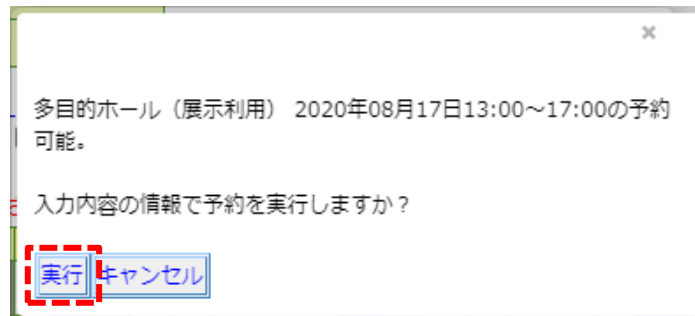 ×
多目的ホール（展示利用） 2020年08月17日13:00～17:00の予約
可能。
入力内容の情報で予約を実行しますか？
実行 キャンセル